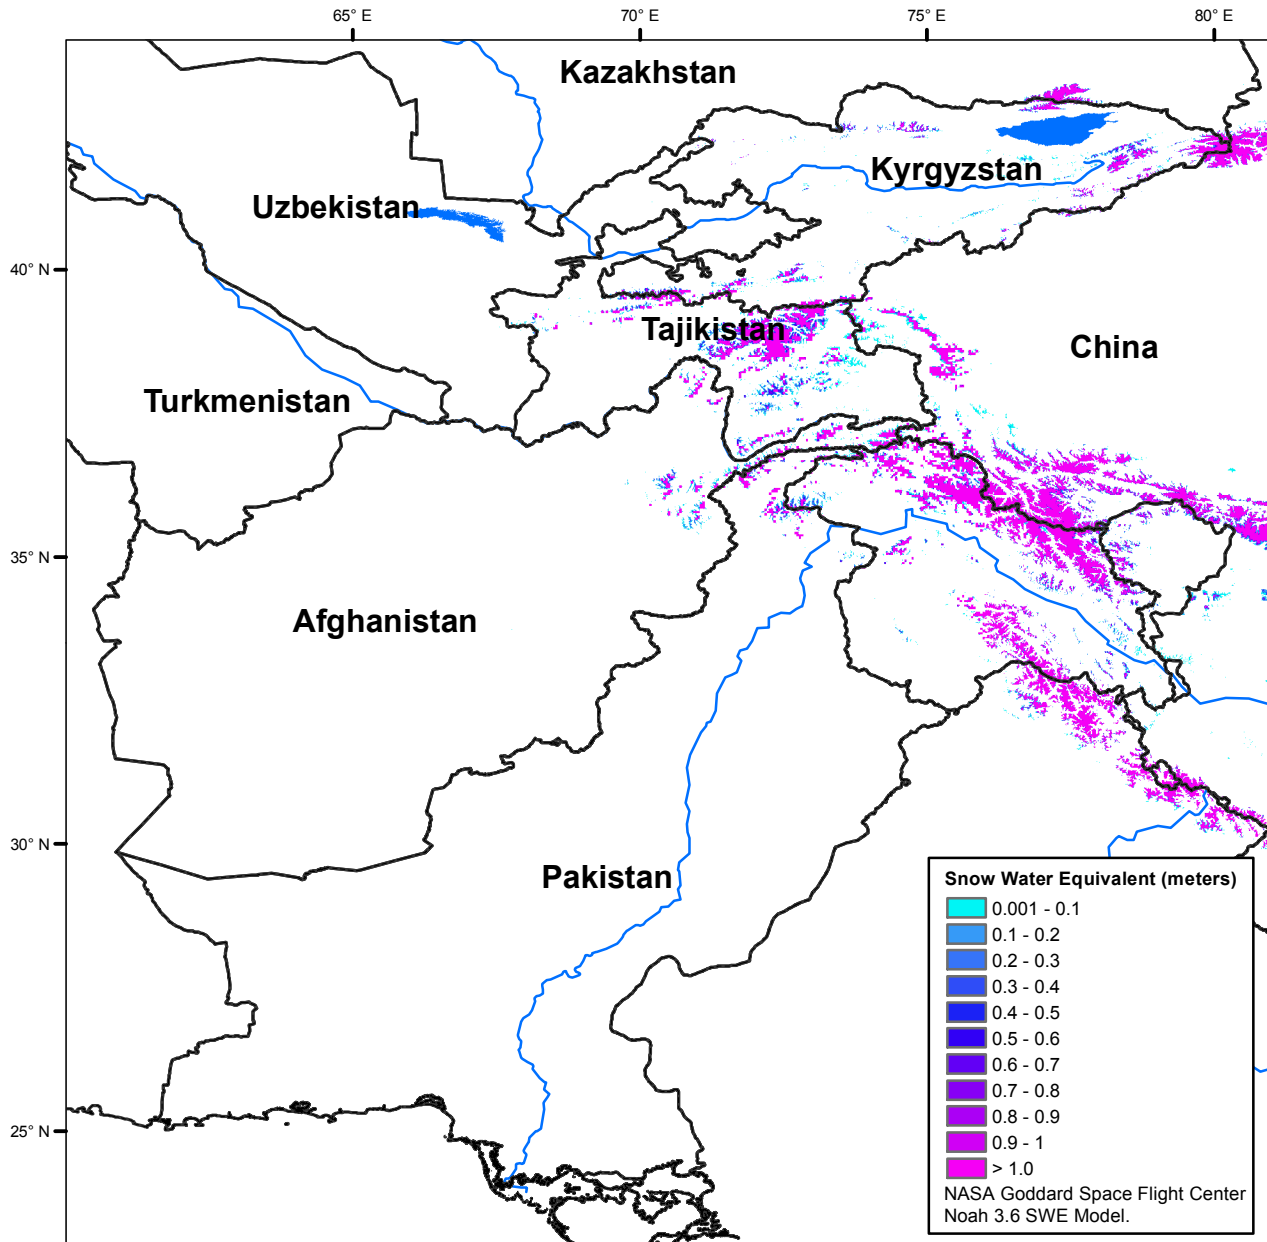 65° E
70° E
75° E
80° E
Kazakhstan
Kyrgyzstan
Uzbekistan
40° N
Tajikistan
China
Turkmenistan
35° N
Afghanistan
30° N
Pakistan
25° N
Snow Water Equivalent (meters)
0.001 - 0.1
0.1 - 0.2
0.2 - 0.3
0.3 - 0.4
0.4 - 0.5
0.5 - 0.6
0.6 - 0.7
0.7 - 0.8
0.8 - 0.9
0.9 - 1
> 1.0
NASA Goddard Space Flight Center
Noah 3.6 SWE Model.